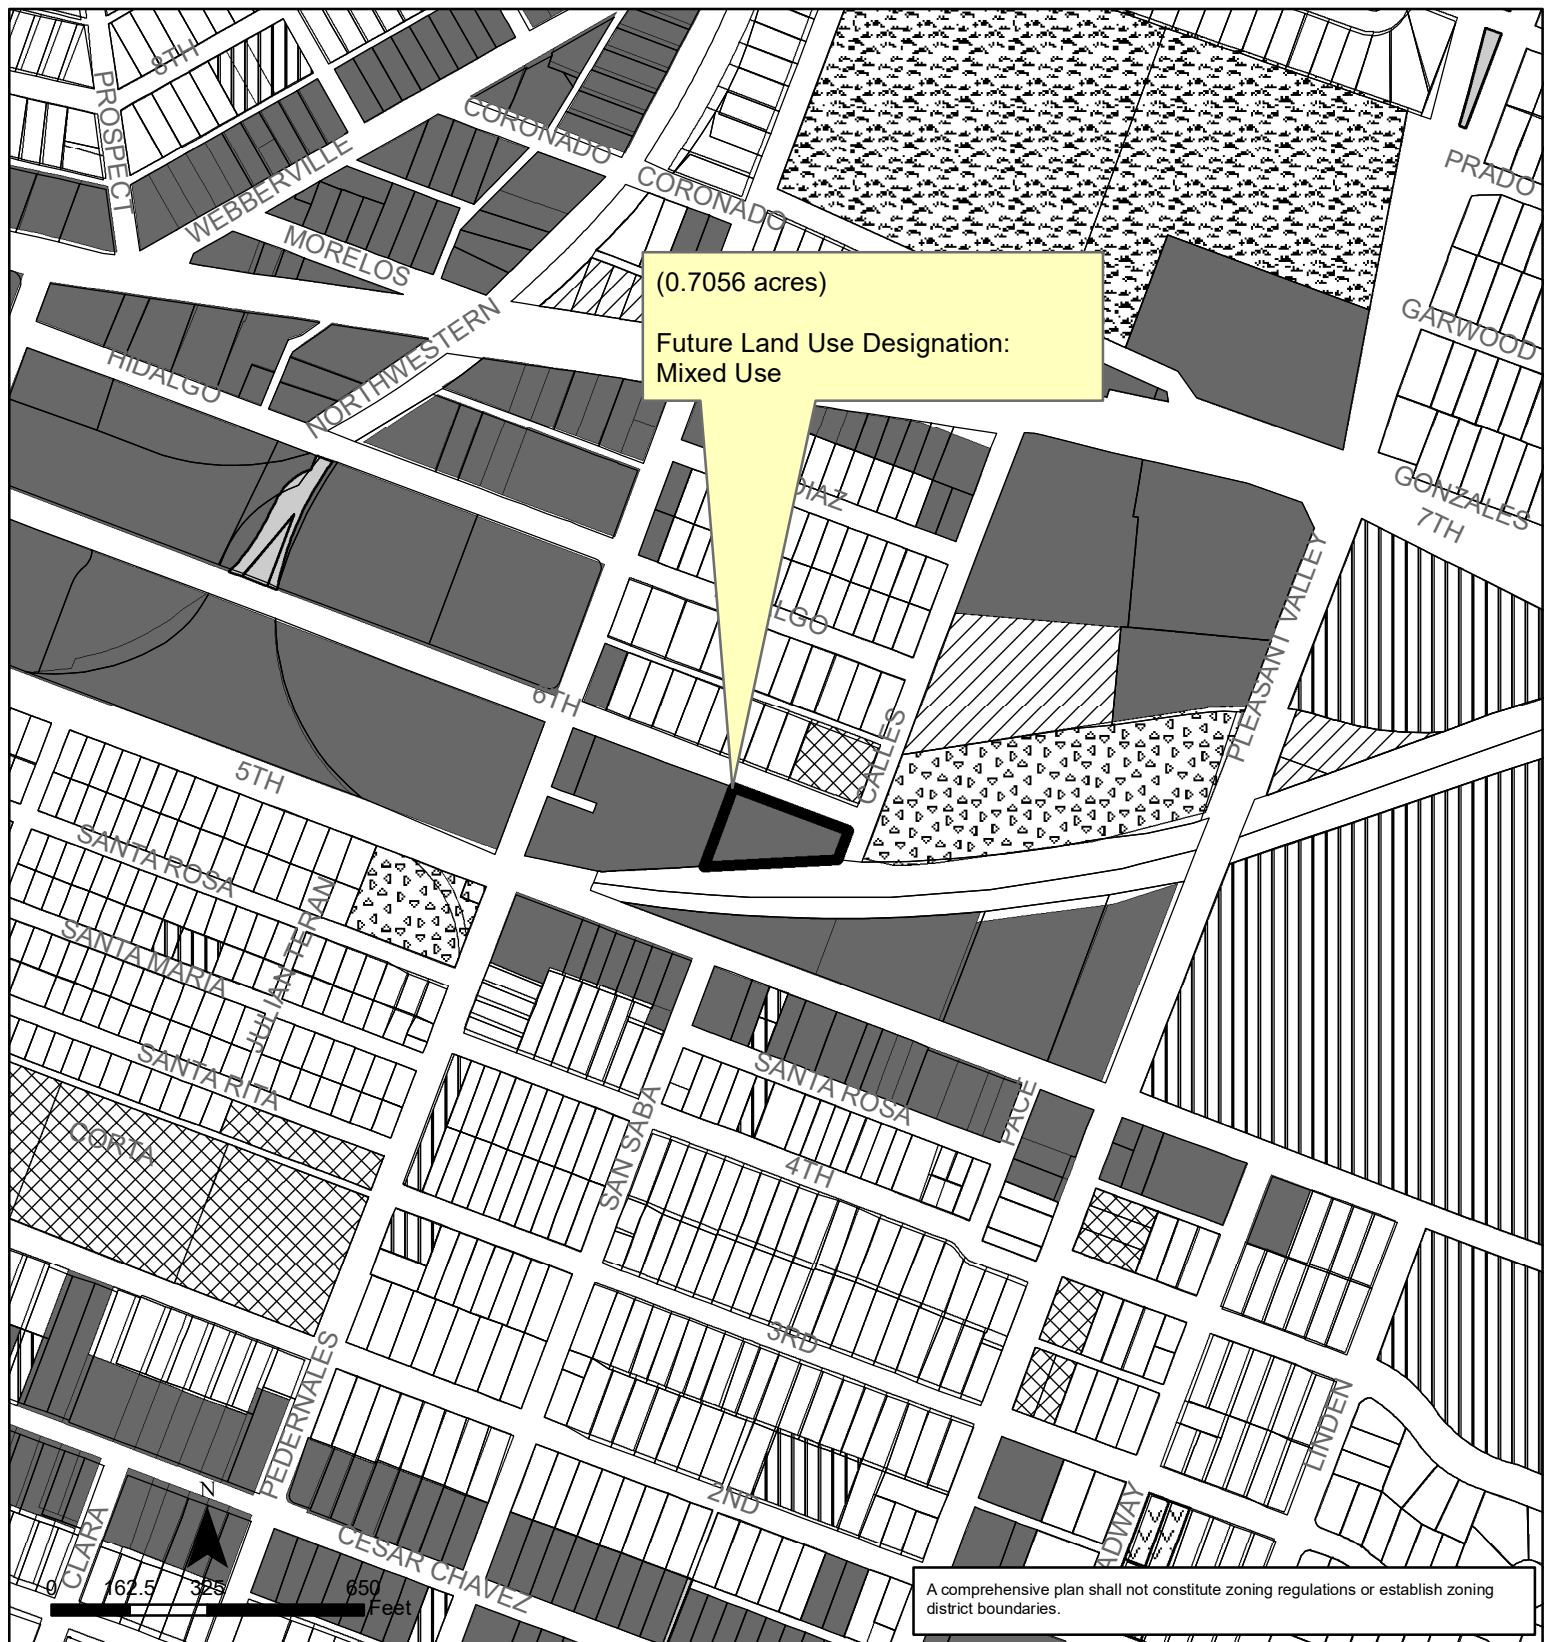 8TH
PROSPECT
CORONADO
WEBBERVILLE
CORONADO
PRADO
MORELOS
(0.7056 acres)
Future Land Use Designation:
Mixed Use
NORTHWESTERN
GARWOOD
HIDALGO
DIAZ
GONZALES
7TH
LGO
PLEASANT VALLEY
6TH
CALLES
5TH
SANTA ROSA
JULIAN TERAN
SANTA MARIA
SANTA RITA
SANTA ROSA
PACE
CORTA
SAN SABA
4TH
3RD
PEDERNALES
LINDEN
2ND
ADWAY
CLARA
CESAR CHAVEZ
N
0 162.5 325 650
Feet
A comprehensive plan shall not constitute zoning regulations or establish zoning
district boundaries.